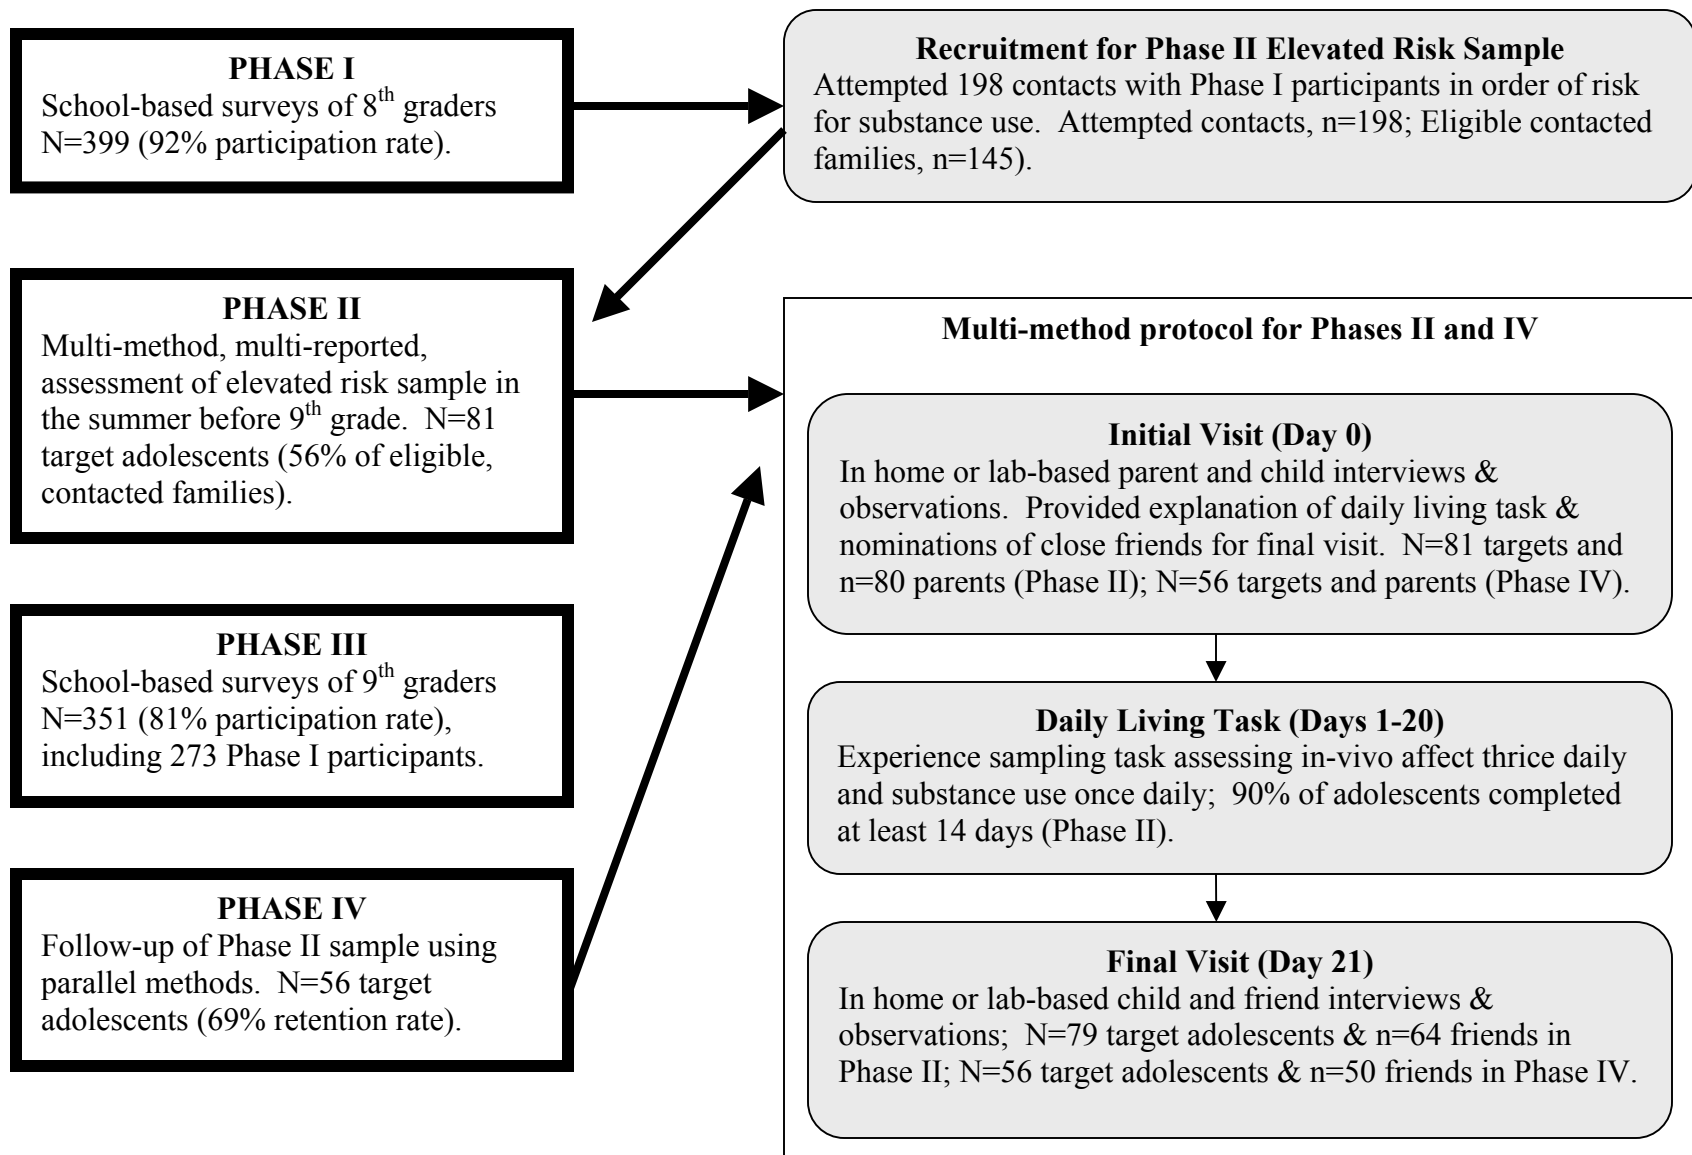 PHASE I
School-based surveys of 8th graders
N=399 (92% participation rate).
Recruitment for Phase II Elevated Risk Sample
Attempted 198 contacts with Phase I participants in order of risk
for substance use.  Attempted contacts, n=198; Eligible contacted
families, n=145).
PHASE II
Multi-method, multi-reported,
assessment of elevated risk sample in
the summer before 9th grade.  N=81
target adolescents (56% of eligible,
contacted families).
PHASE III
School-based surveys of 9th graders
N=351 (81% participation rate),
including 273 Phase I participants.
PHASE IV
Follow-up of Phase II sample using
parallel methods.  N=56 target
adolescents (69% retention rate).
Multi-method protocol for Phases II and IV
Initial Visit (Day 0)
In home or lab-based parent and child interviews &
observations.  Provided explanation of daily living task &
nominations of close friends for final visit.  N=81 targets and
n=80 parents (Phase II); N=56 targets and parents (Phase IV).
Daily Living Task (Days 1-20)
Experience sampling task assessing in-vivo affect thrice daily
and substance use once daily;  90% of adolescents completed
at least 14 days (Phase II).
Final Visit (Day 21)
In home or lab-based child and friend interviews &
observations;  N=79 target adolescents & n=64 friends in
Phase II; N=56 target adolescents & n=50 friends in Phase IV.